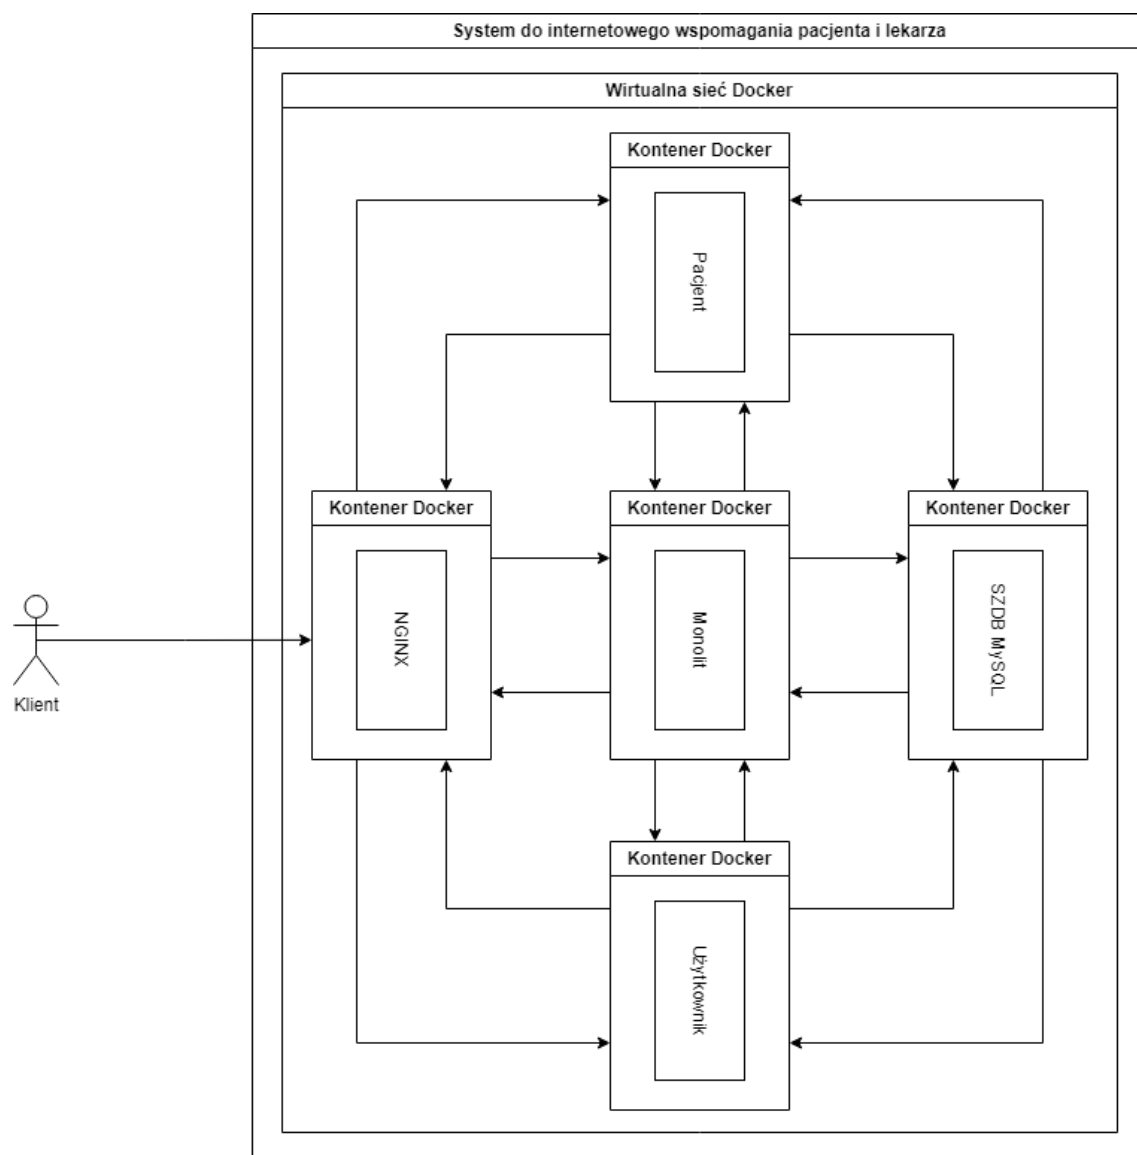 System do internetowego wspomagania pacjenta i lekarza
Wirtualna sieć Docker
Kontener Docker
Pacjent
Kontener Docker
NGINX
Kontener Docker
Monolit
Kontener Docker
SZDB MySQL
Klient
Kontener Docker
Użytkownik